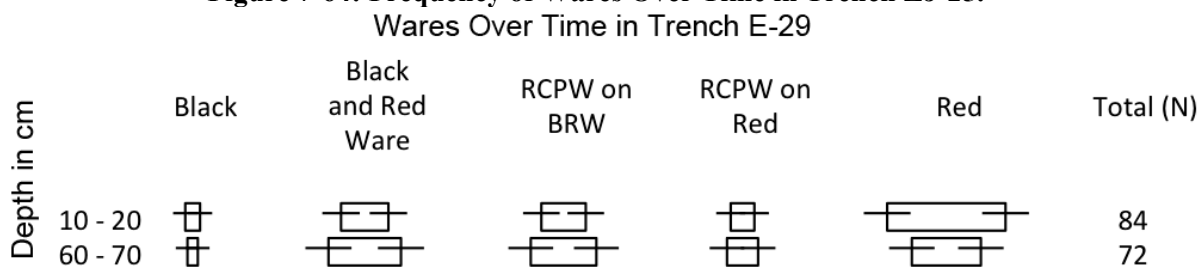 Wares Over Time in Trench E-29
Depth in cm
Black
Black and Red Ware
RCPW on BRW
RCPW on Red
Red
Total (N)
10 - 20
84
60 - 70
72